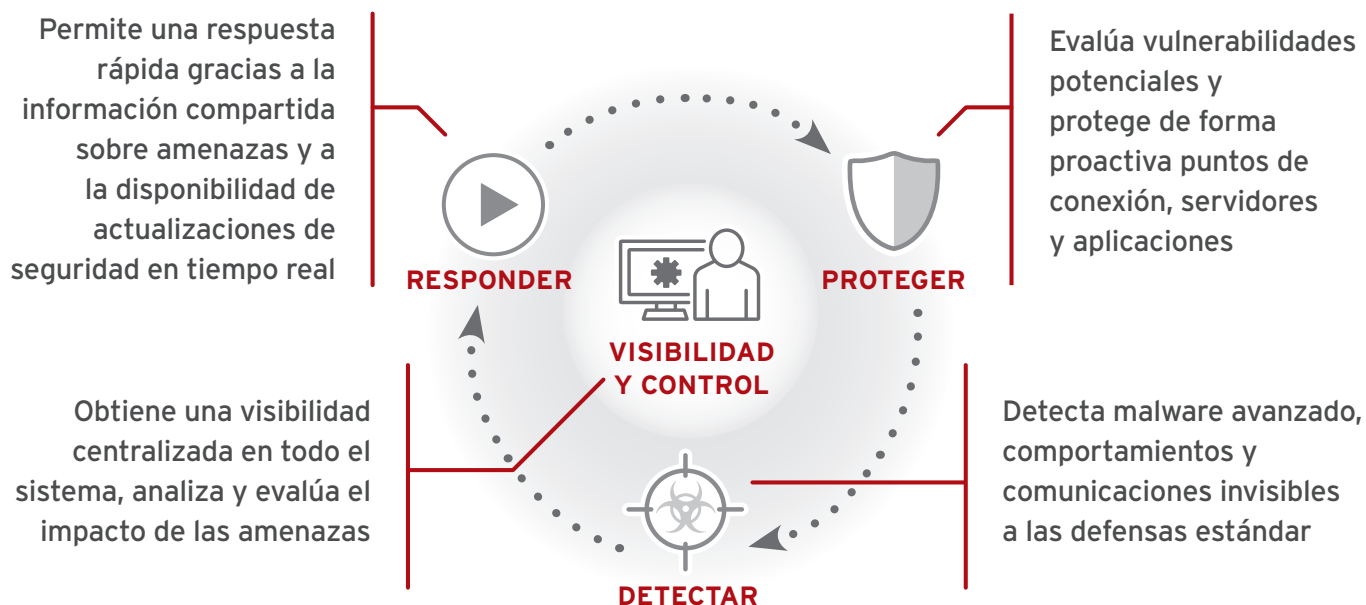 Permite una respuesta
rápida gracias a la
información compartida
sobre amenazas y a
la disponibilidad de
actualizaciones de
seguridad en tiempo real
RESPONDER
Evalúa vulnerabilidades
potenciales y
protege de forma
proactiva puntos de
conexión, servidores
y aplicaciones
PROTEGER
VISIBILIDAD
Y CONTROL
Obtiene una visibilidad
centralizada en todo el
sistema, analiza y evalúa el
impacto de las amenazas
Detecta malware avanzado,
comportamientos y
comunicaciones invisibles
a las defensas estándar
DETECTAR